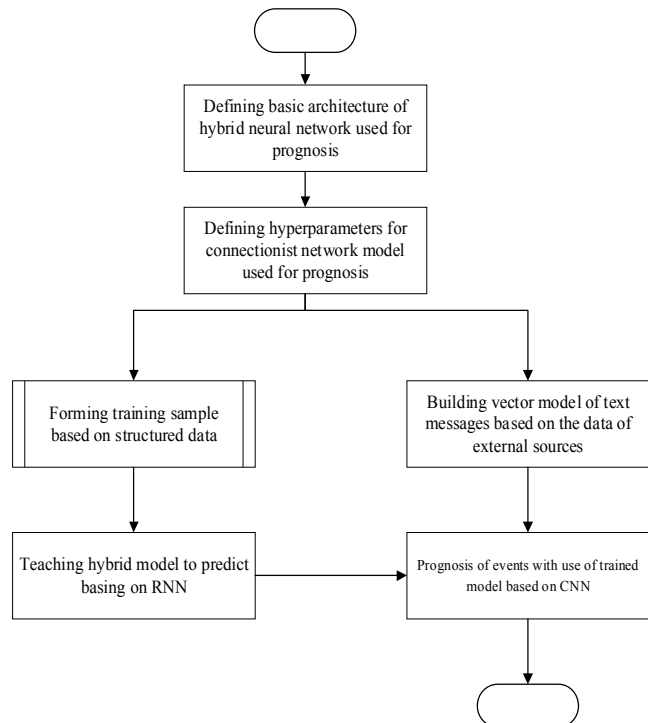 Defining basic architecture of
hybrid neural network used for
prognosis
Defining hyperparameters for
connectionist network model
used for prognosis
Forming training sample
based on structured data
Building vector model of text
messages based on the data of
external sources
Teaching hybrid model to predict
basing on RNN
Prognosis of events with use of trained
model based on CNN